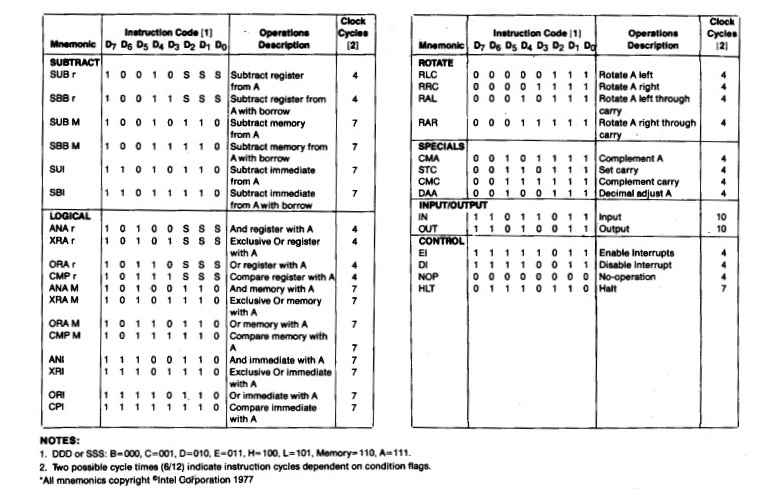 Mnemonic Instruction Code [1] D7 D6 D5 D4 D3 D2 D1 D0 Operations Description Clock Cycles [2]
SUBTRACT
SUB r 1 0 0 1 0 S S S Subtract register 4
from A
SBB r 1 0 0 1 1 S S S Subtract register from 4
A with borrow
SUB M 1 0 0 1 0 1 1 0 Subtract memory 7
from A
SBB M 1 0 0 1 1 1 1 0 Subtract memory from 7
A with borrow
SUI 1 1 0 1 0 1 1 0 Subtract immediate 7
from A
SBI 1 1 0 1 1 1 1 0 Subtract immediate 7
from A with borrow
LOGICAL
ANA r 1 0 1 0 0 S S S And register with A 4
XRA r 1 0 1 0 1 S S S Exclusive Or register 4
with A
ORA r 1 0 1 1 0 S S S Or register with A 4
CMP r 1 0 1 1 1 S S S Compare register with A 4
ANA M 1 0 1 0 0 1 1 0 And memory with A 7
XRA M 1 0 1 0 1 1 1 0 Exclusive Or memory 7
with A
ORA M 1 0 1 1 0 1 1 0 Or memory with A 7
CMP M 1 0 1 1 1 1 1 0 Compare memory with
A 7
ANI 1 1 1 0 0 1 1 0 And immediate with A 7
XRI 1 1 1 0 1 1 1 0 Exclusive Or immediate 7
with A
ORI 1 1 1 1 0 1 1 0 Or immediate with A 7
CPI 1 1 1 1 1 1 1 0 Compare immediate 7
with A
Mnemonic Instruction Code [1] D7 D6 D5 D4 D3 D2 D1 D0 Operations Description Clock Cycles [2]
ROTATE
RLC 0 0 0 0 0 1 1 1 Rotate A left 4
RRC 0 0 0 0 1 1 1 1 Rotate A right 4
RAL 0 0 0 1 0 1 1 1 Rotate A left through 4
carry
RAR 0 0 0 1 1 1 1 1 Rotate A right through 4
carry
SPECIALS
CMA 0 0 1 0 1 1 1 1 Complement A 4
STC 0 0 1 1 0 1 1 1 Set carry 4
CMC 0 0 1 1 1 1 1 1 Complement carry 4
DAA 0 0 1 0 0 1 1 1 Decimal adjust A 4
INPUT/OUTPUT
IN 1 1 0 1 1 0 1 1 Input 10
OUT 1 1 0 1 0 0 1 1 Output 10
CONTROL
EI 1 1 1 1 1 0 1 1 Enable Interrupts 4
DI 1 1 1 1 0 0 1 1 Disable Interrupt 4
NOP 0 0 0 0 0 0 0 0 No-operation 4
HLT 0 1 1 1 0 1 1 0 Halt 7
NOTES:
1. DDD or SSS: B=000, C=001, D=010, E=011, H=100, L=101, Memory=110, A=111.
2. Two possible cycle times (6/12) indicate instruction cycles dependent on condition flags.
*All mnemonics copyright ©Intel Corporation 1977